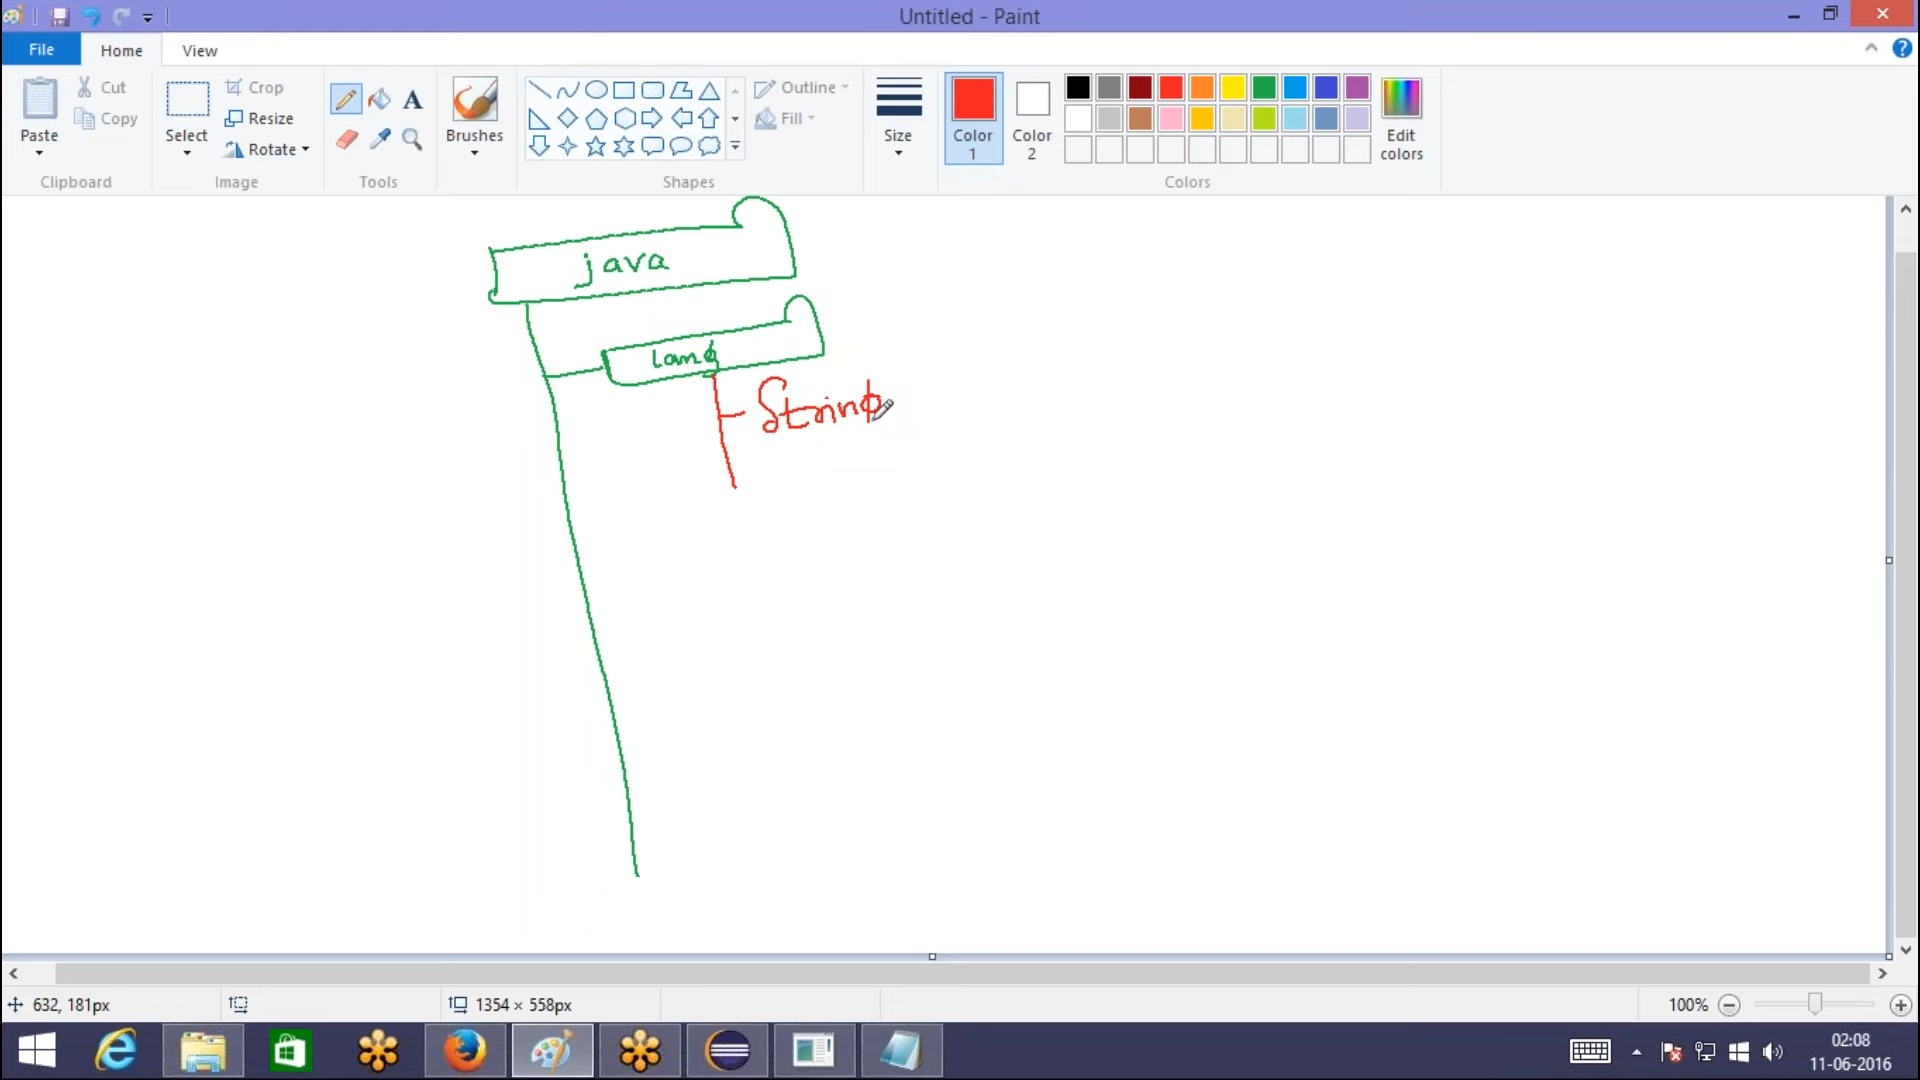 Untitled - Paint
File Home View
Paste
Cut
Copy
Clipboard
Select
Crop
Resize
Rotate
Image
Tools
Brushes
Shapes
Outline
Fill
Size
Color 1
Color 2
Edit colors
Colors
java
lang
String
632, 181px
1354 × 558px
100%
02:08
11-06-2016